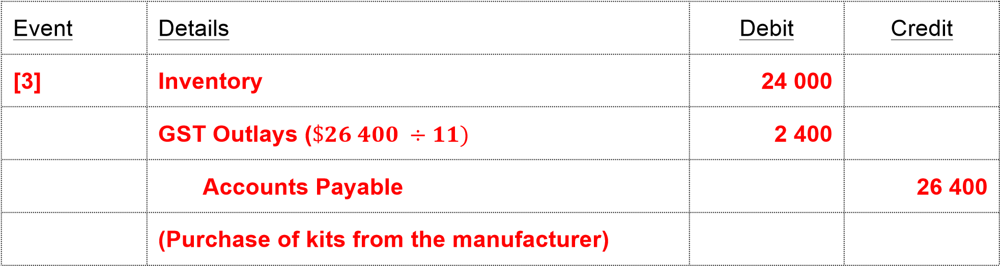 Event Details Debit Credit
[3] Inventory 24 000
GST Outlays ($26 400 ÷ 11) 2 400
Accounts Payable 26 400
(Purchase of kits from the manufacturer)